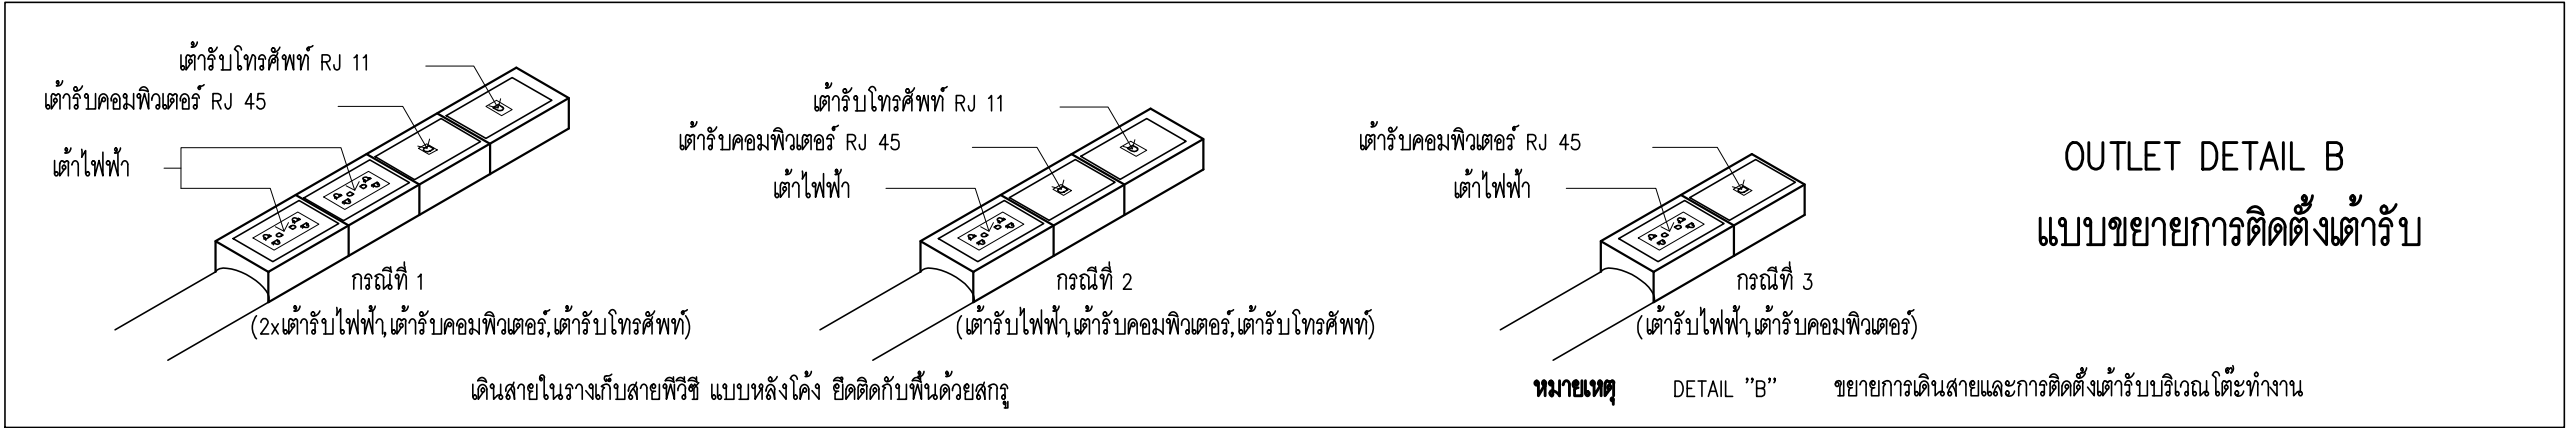 เต้ารับโทรศัพท์ RJ 11
เต้ารับคอมพิวเตอร์ RJ 45
เต้าไฟฟ้า
กรณีที่ 1
(2xเต้ารับไฟฟ้า,เต้ารับคอมพิวเตอร์,เต้ารับโทรศัพท์)
เต้ารับโทรศัพท์ RJ 11
เต้ารับคอมพิวเตอร์ RJ 45
เต้าไฟฟ้า
กรณีที่ 2
(เต้ารับไฟฟ้า,เต้ารับคอมพิวเตอร์,เต้ารับโทรศัพท์)
เต้ารับคอมพิวเตอร์ RJ 45
เต้าไฟฟ้า
กรณีที่ 3
(เต้ารับไฟฟ้า,เต้ารับคอมพิวเตอร์)
OUTLET DETAIL B
แบบขยายการติดตั้งเต้ารับ
เดินสายในรางเก็บสายพีวีซี แบบหลังโค้ง ยึดติดกับพื้นด้วยสกรู
หมายเหตุ DETAIL "B" ขยายการเดินสายและการติดตั้งเต้ารับบริเวณโต๊ะทำงาน